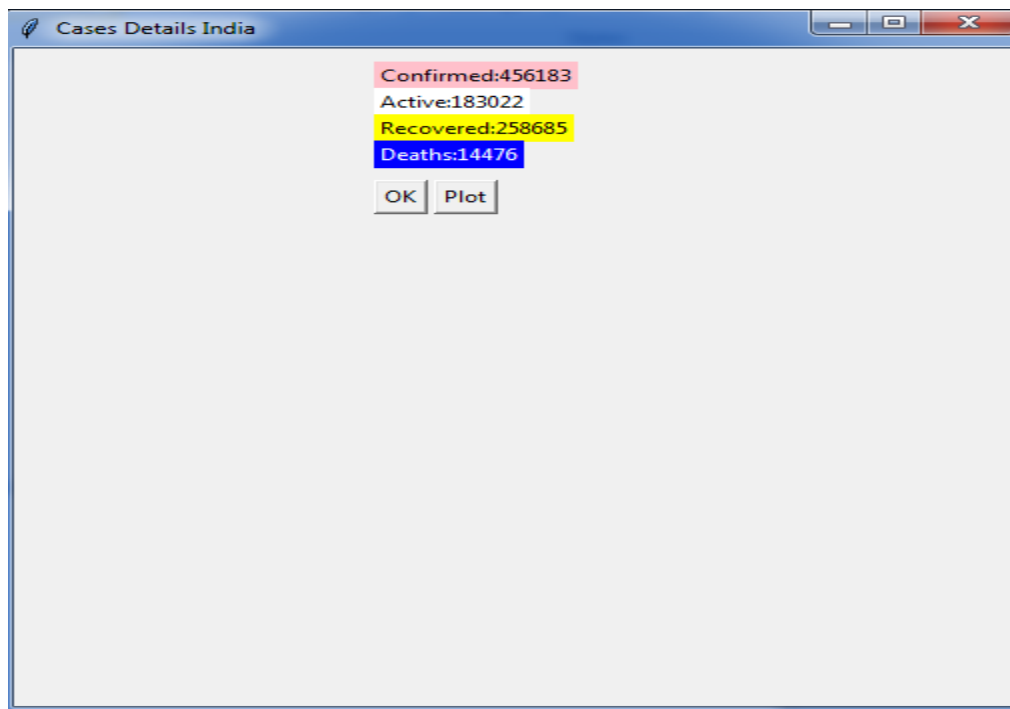 Cases Details India
Confirmed:456183
Active:183022
Recovered:258685
Deaths:14476
OK Plot